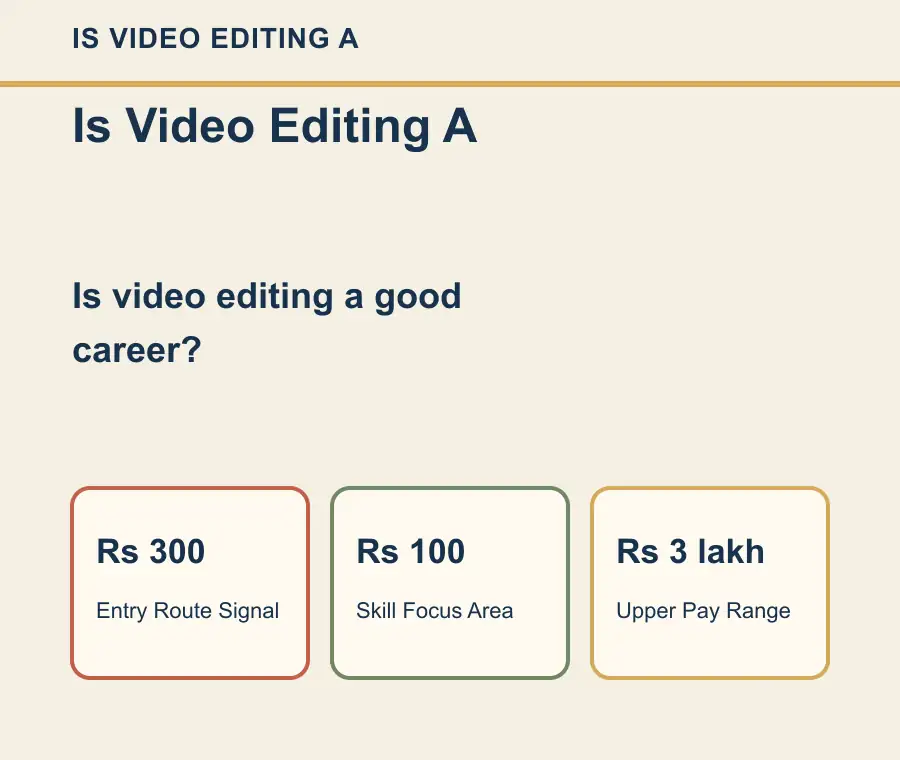 IS VIDEO EDITING A
Is Video Editing A
Is video editing a good
career?
Rs 300
Entry Route Signal
Rs 100
Skill Focus Area
Rs 3 lakh
Upper Pay Range